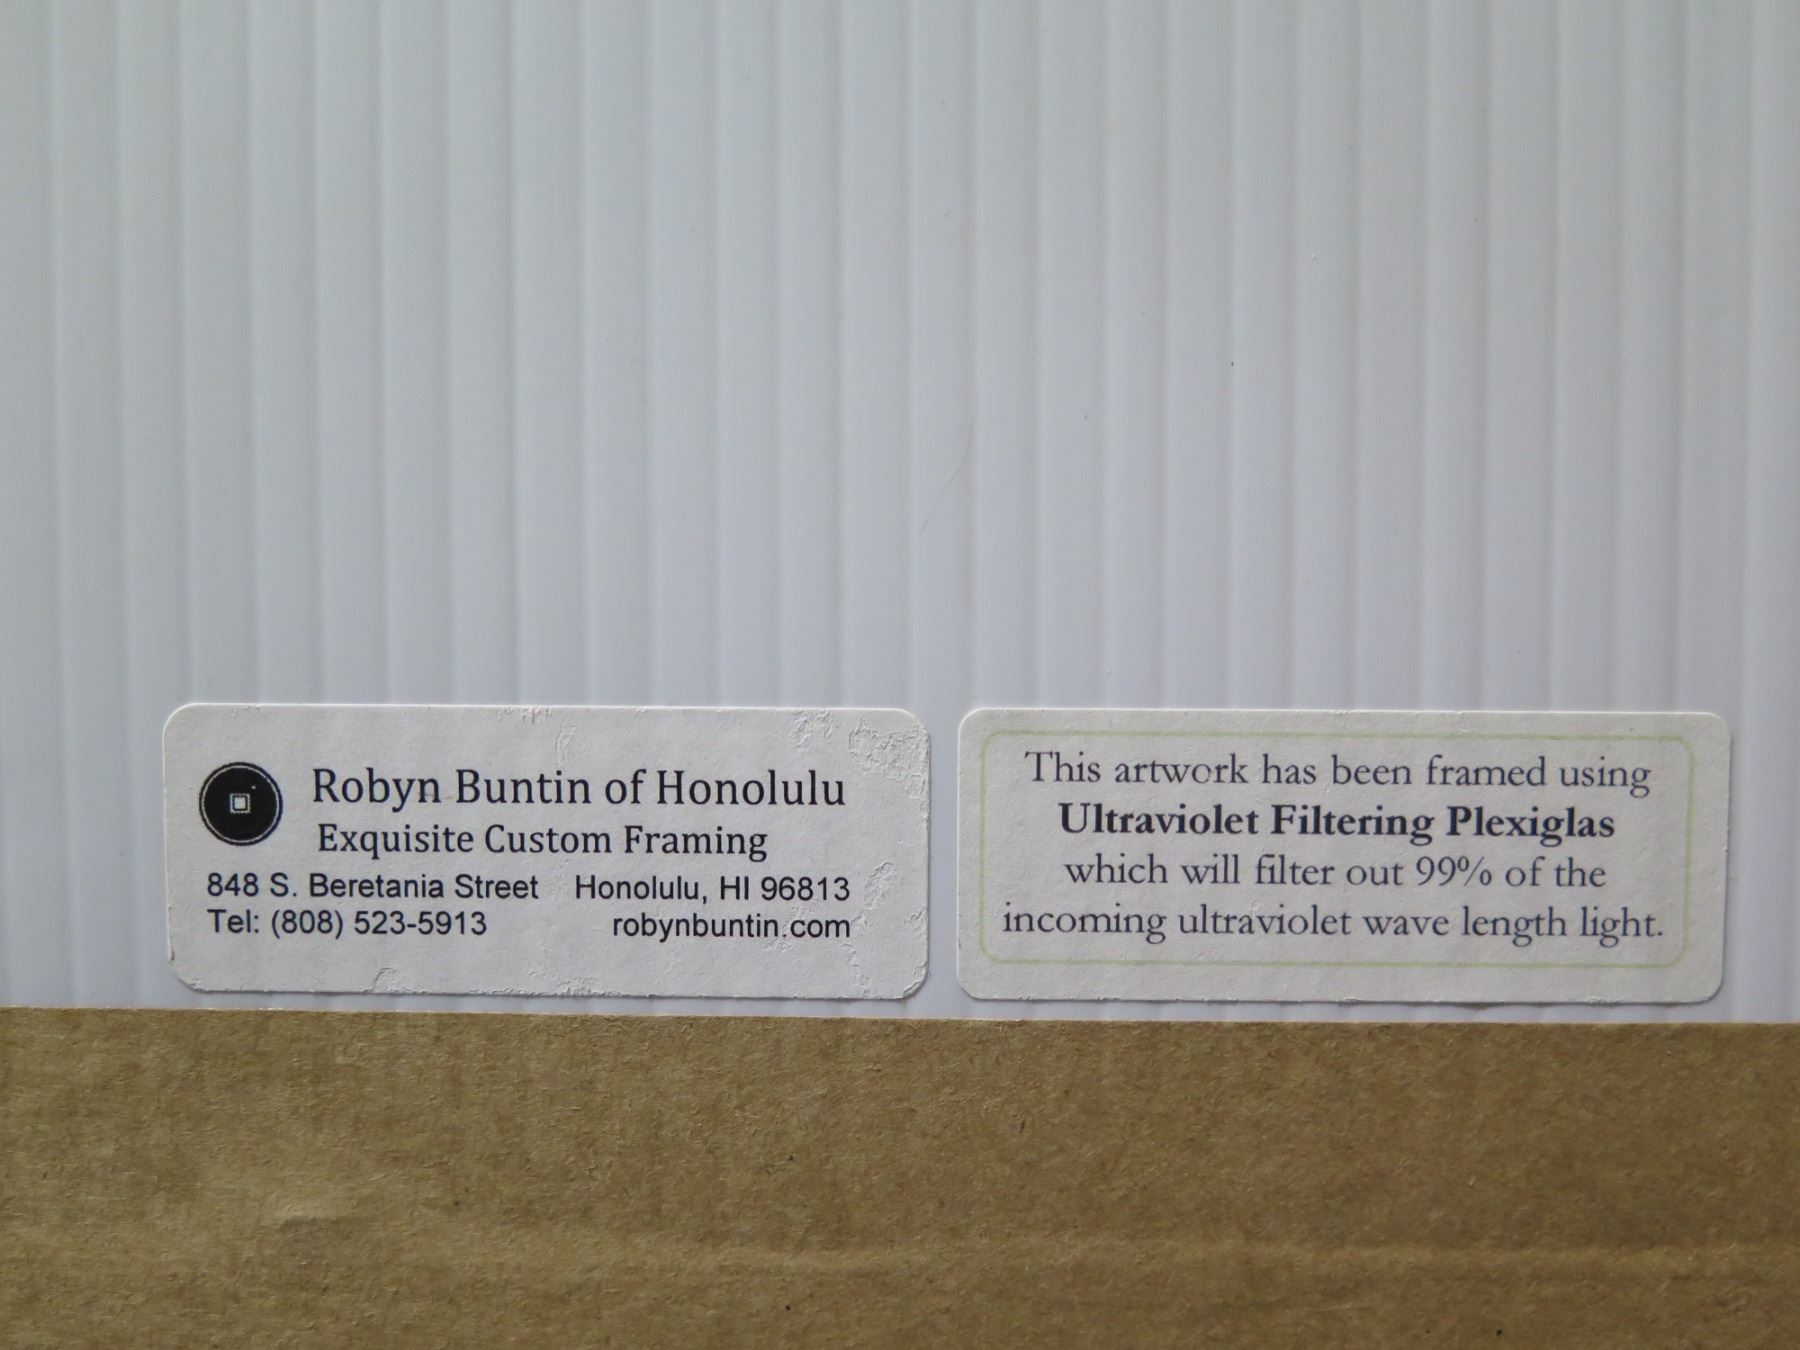 Robyn Buntin of Honolulu
Exquisite Custom Framing
848 S. Beretania Street Honolulu, HI 96813
Tel: (808) 523-5913 robynbuntin.com
This artwork has been framed using
Ultraviolet Filtering Plexiglas
which will filter out 99% of the
incoming ultraviolet wave length light.